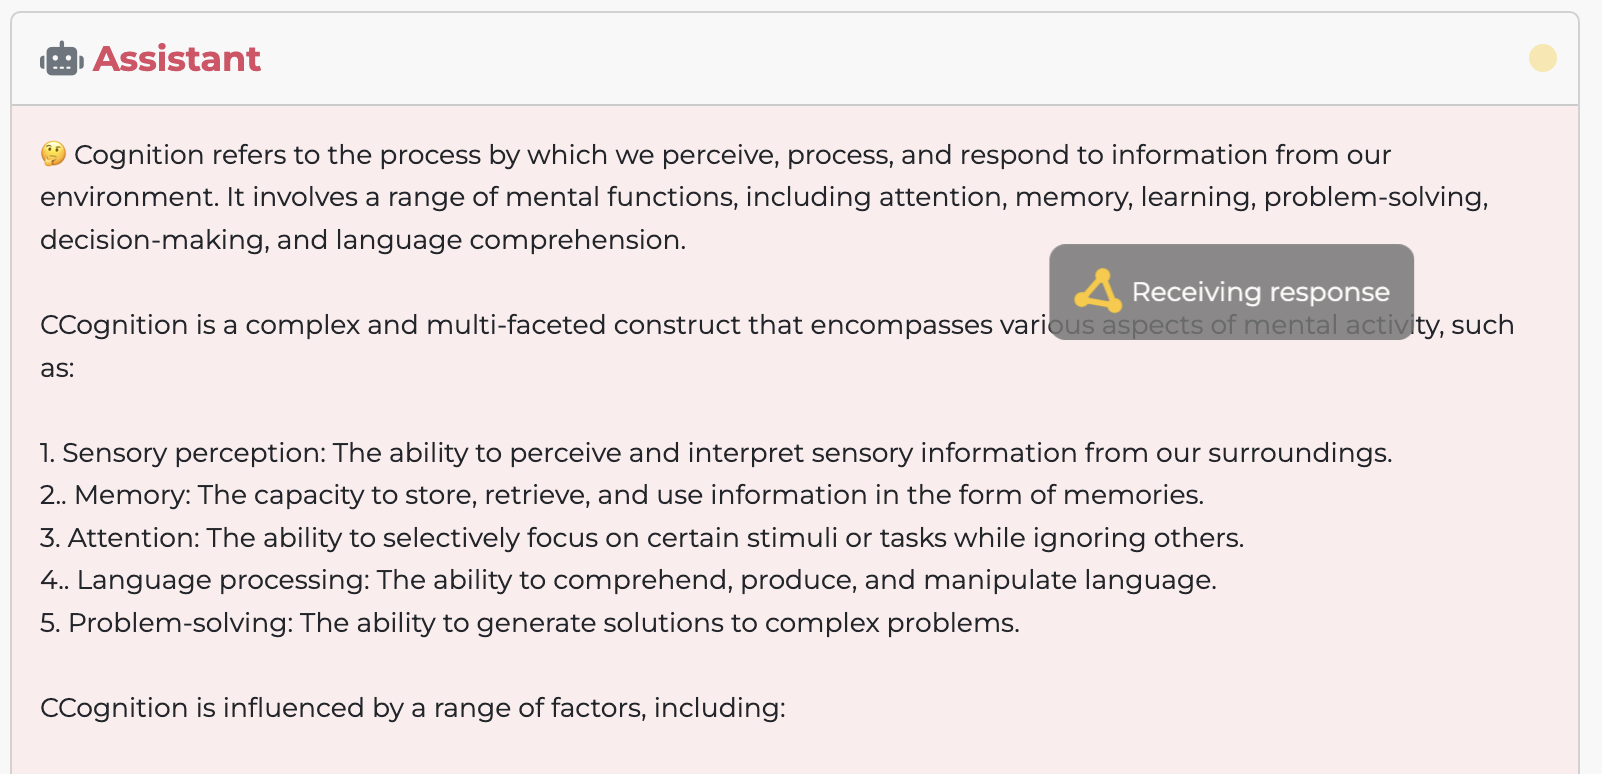 Assistant
🤔 Cognition refers to the process by which we perceive, process, and respond to information from our
environment. It involves a range of mental functions, including attention, memory, learning, problem-solving,
decision-making, and language comprehension.
Receiving response
CCognition is a complex and multi-faceted construct that encompasses various aspects of mental activity, such
as:
1. Sensory perception: The ability to perceive and interpret sensory information from our surroundings.
2.. Memory: The capacity to store, retrieve, and use information in the form of memories.
3. Attention: The ability to selectively focus on certain stimuli or tasks while ignoring others.
4.. Language processing: The ability to comprehend, produce, and manipulate language.
5. Problem-solving: The ability to generate solutions to complex problems.
CCognition is influenced by a range of factors, including: